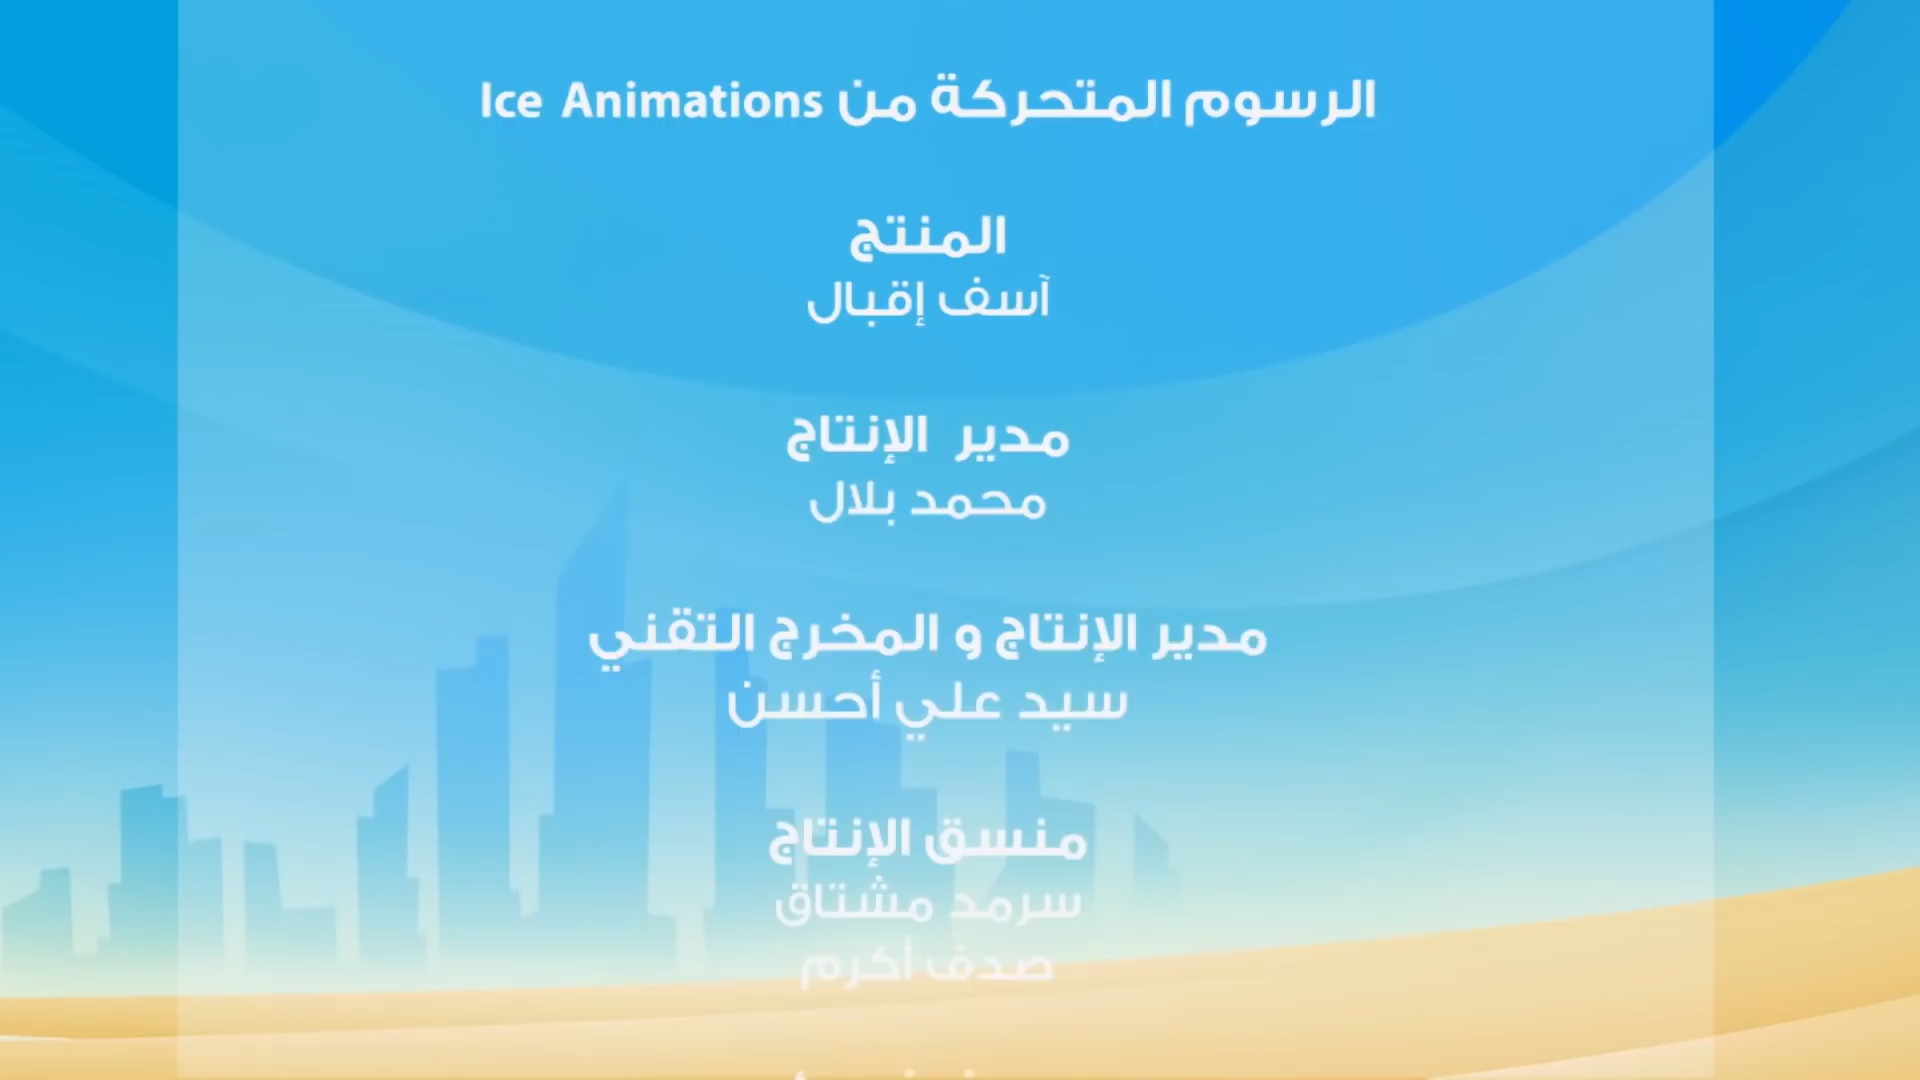 الرسوم المتحركة من Ice Animations
المنتج
آسف إقبال
مدير الإنتاج
محمد بلال
مدير الإنتاج و المخرج التقني
سيد علي أحسن
منسق الإنتاج
سرمد مشتاق
صدف أكرم